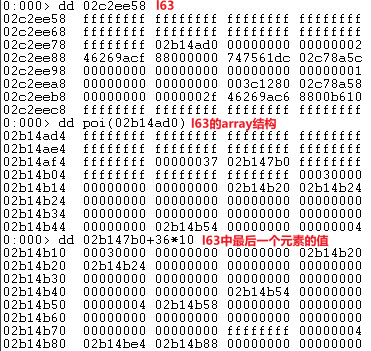 0:000> dd 02c2ee58 l63
02c2ee58 ffffffff ffffffff ffffffff ffffffff
02c2ee68 ffffffff ffffffff ffffffff ffffffff
02c2ee78 ffffffff 02b14ad0 00000000 00000002
02c2ee88 46269acf 88000000 747561dc 02c78a5c
02c2ee98 00000000 00000000 00000000 00000001
02c2eea8 00000000 00000000 003c1280 02c78a58
02c2eeb8 00000000 0000002f 46269ac6 8800b610
02c2eec8 ffffffff ffffffff ffffffff ffffffff
0:000> dd poi(02b14ad0) l63的array结构
02b14ad4 ffffffff ffffffff ffffffff ffffffff
02b14ae4 ffffffff ffffffff ffffffff ffffffff
02b14af4 ffffffff 00000037 02b147b0 ffffffff
02b14b04 ffffffff ffffffff ffffffff 00030000
02b14b14 00000000 00000000 02b14b20 02b14b24
02b14b24 00000000 00000000 00000000 00000000
02b14b34 00000000 00000000 00000000 00000000
02b14b44 00000000 02b14b54 00000000 00000004
0:000> dd 02b147b0+36*10 l63中最后一个元素的值
02b14b10 00030000 00000000 00000000 02b14b20
02b14b20 02b14b24 00000000 00000000 00000000
02b14b30 00000000 00000000 00000000 00000000
02b14b40 00000000 00000000 02b14b54 00000000
02b14b50 00000004 02b14b58 00000000 00000000
02b14b60 00000000 00000000 00000000 00000000
02b14b70 00000000 00000000 ffffffff 00000004
02b14b80 02b14be4 02b14b88 00000000 00000000